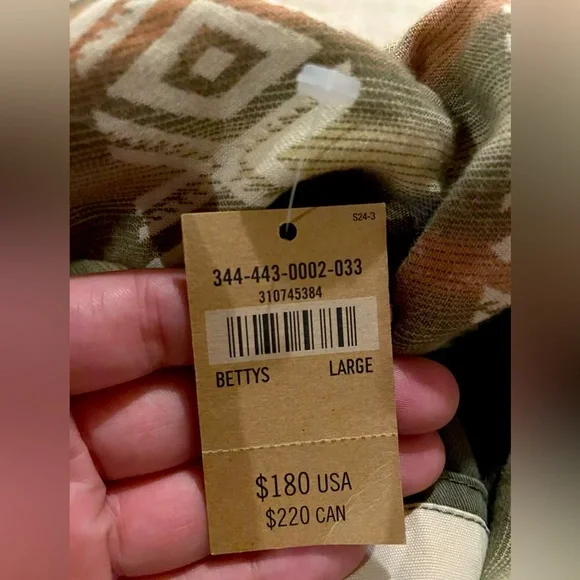 S24-3
344-443-0002-033
310745384
BETTYS LARGE
$180 USA
$220 CAN